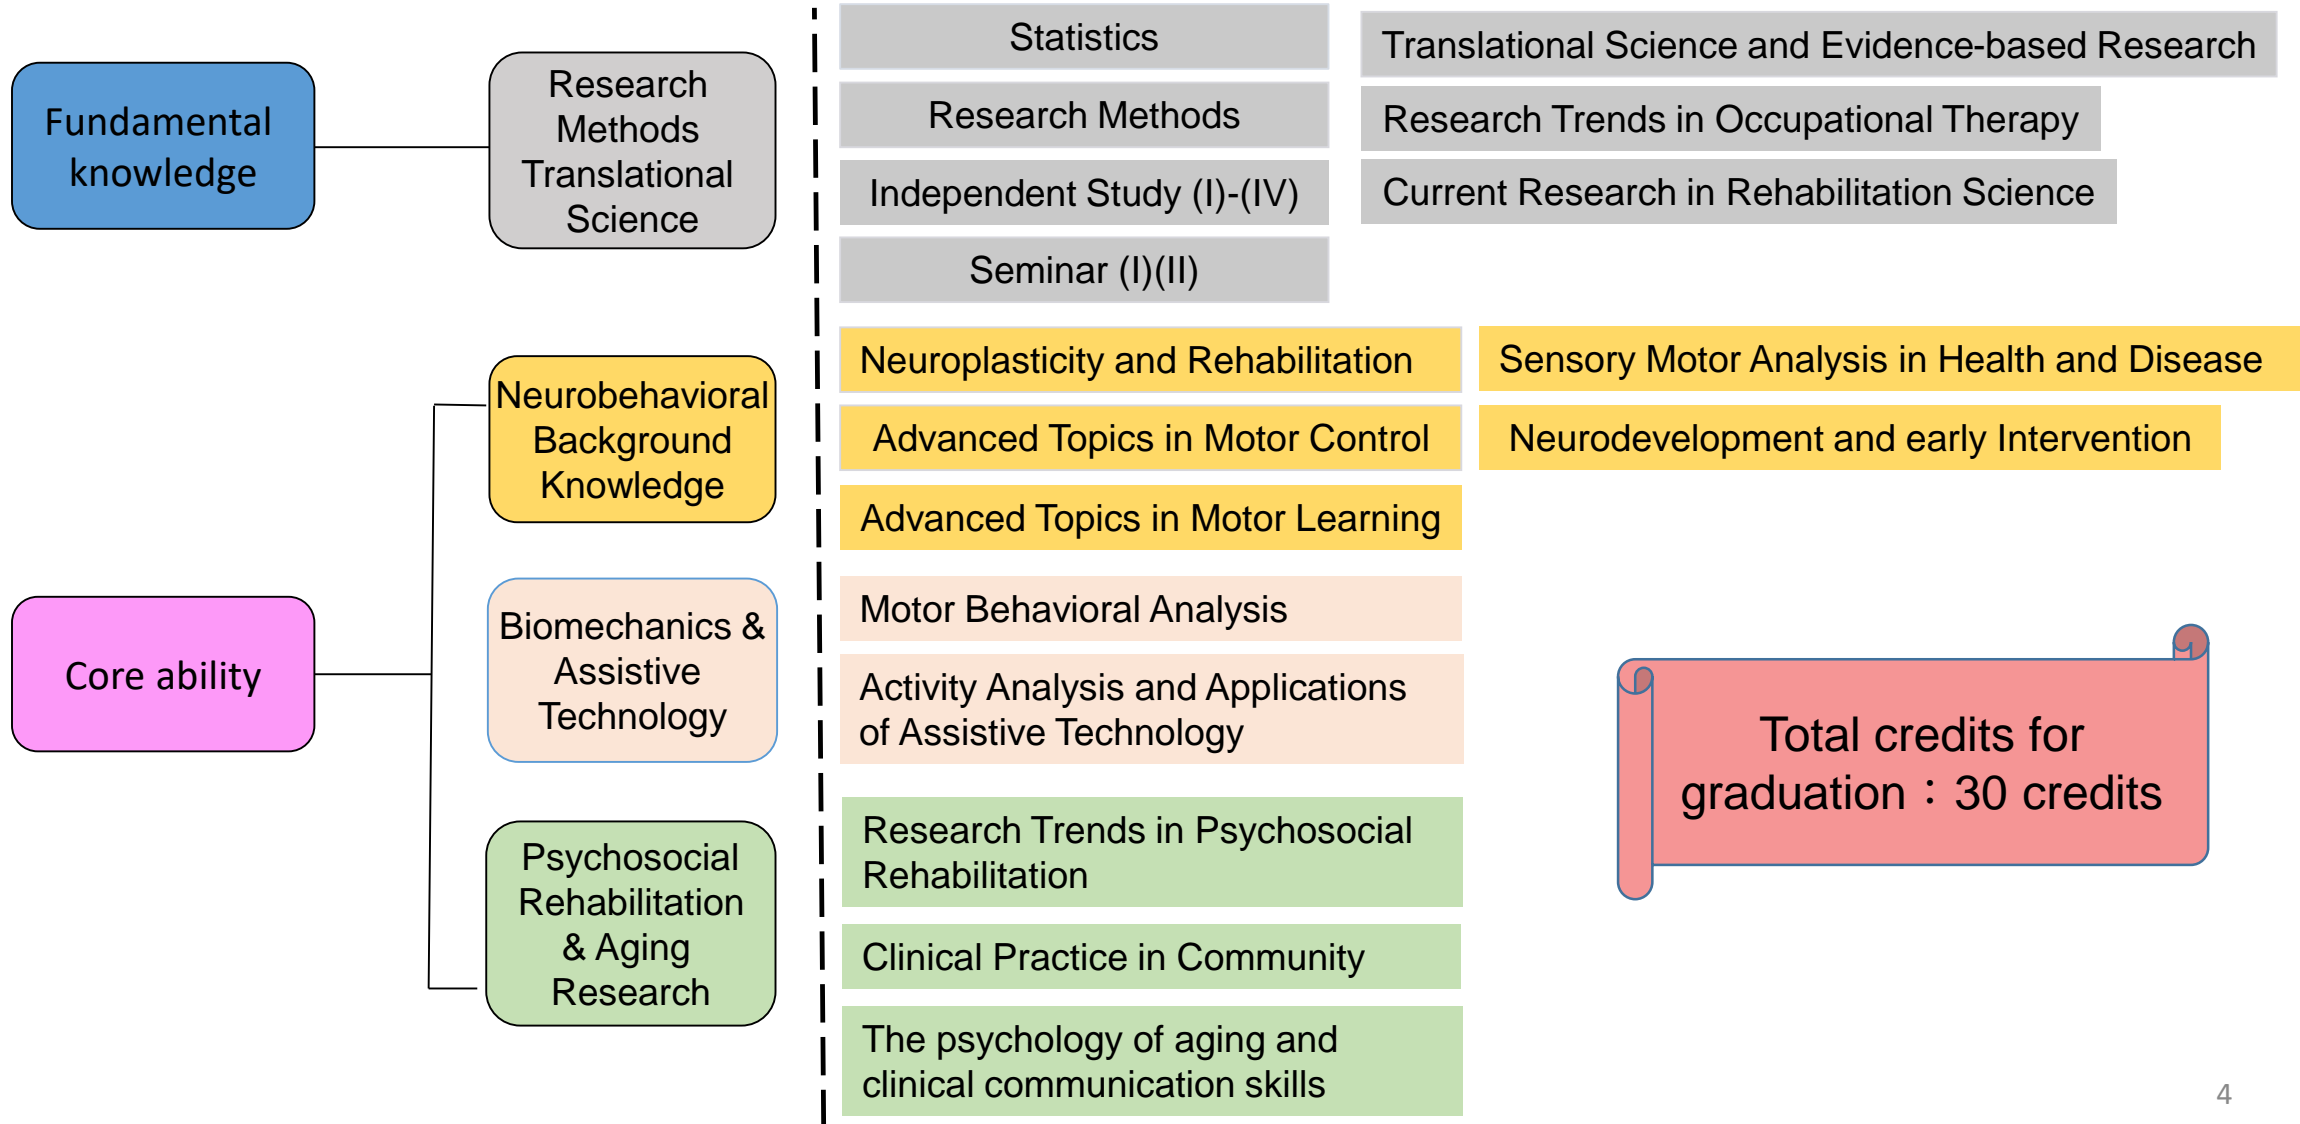 Fundamental
knowledge
Research
Methods
Translational
Science
Statistics
Research Methods
Independent Study (I)-(IV)
Seminar (I)(II)
Translational Science and Evidence-based Research
Research Trends in Occupational Therapy
Current Research in Rehabilitation Science
Core ability
Neurobehavioral
Background
Knowledge
Neuroplasticity and Rehabilitation
Advanced Topics in Motor Control
Advanced Topics in Motor Learning
Sensory Motor Analysis in Health and Disease
Neurodevelopment and early Intervention
Biomechanics &
Assistive
Technology
Motor Behavioral Analysis
Activity Analysis and Applications
of Assistive Technology
Psychosocial
Rehabilitation
& Aging
Research
Research Trends in Psychosocial
Rehabilitation
Clinical Practice in Community
The psychology of aging and
clinical communication skills
Total credits for
graduation：30 credits
4